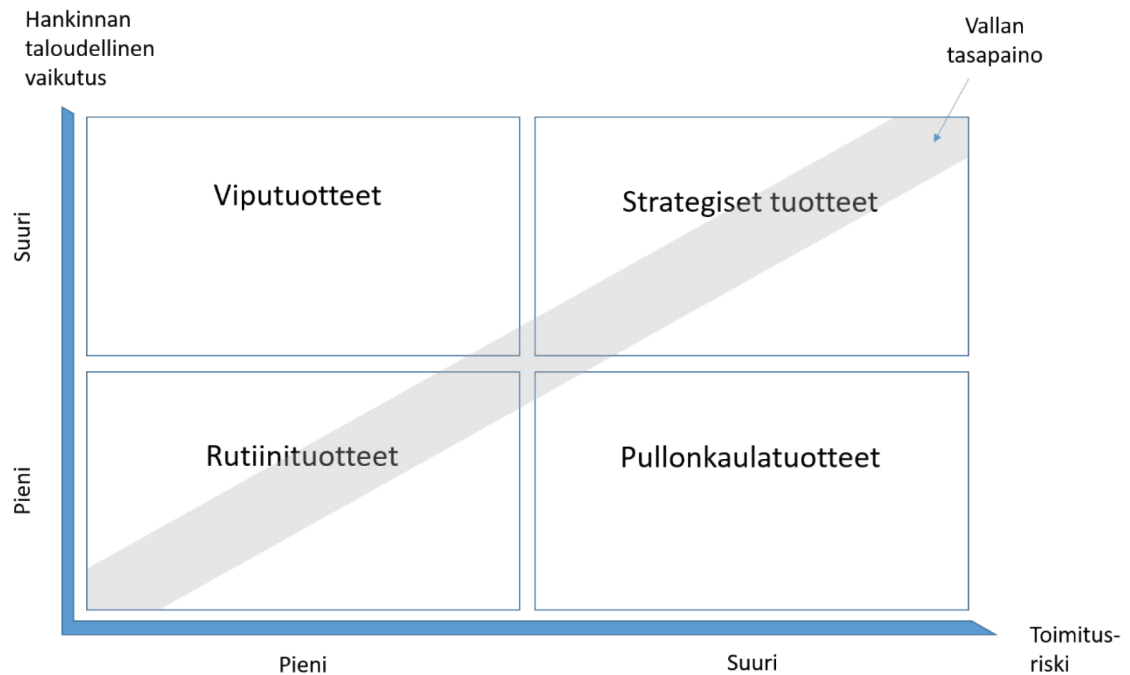 Hankinnan
taloudellinen
vaikutus
Vallan
tasapaino
Suuri
Viputuotteet
Strategiset tuotteet
Pieni
Rutiinituotteet
Pullonkaulatuotteet
Pieni
Suuri
Toimitus-
riski